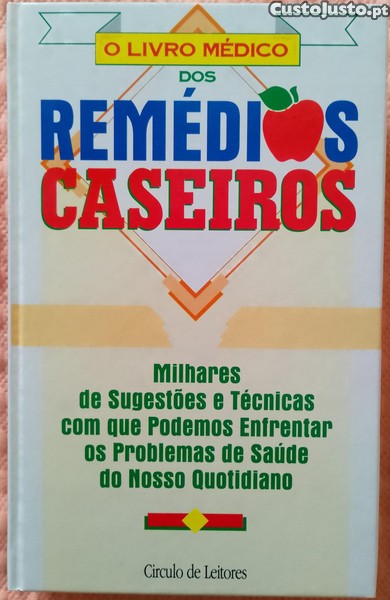 CustoJusto.pt
O LIVRO MÉDICO
DOS
REMÉDIOS
CASEIROS
Milhares
de Sugestões e Técnicas
com que Podemos Enfrentar
os Problemas de Saúde
do Nosso Quotidiano
Circulo de Leitores